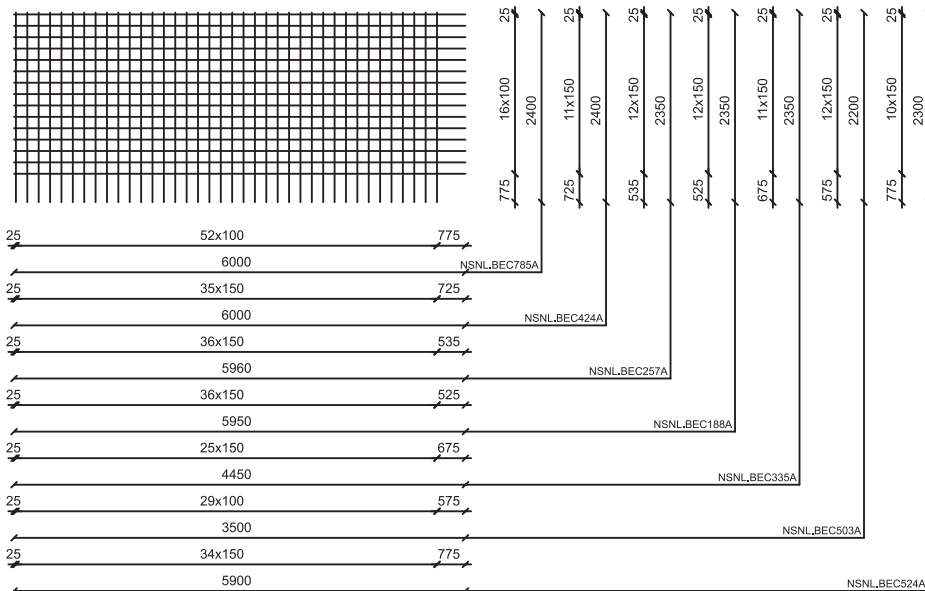 25 25 25 25 25 25 25
16x100 11x150 12x150 12x150 11x150 12x150 10x150
2400 2400 2350 2350 2350 2200 2300
775 725 535 525 675 575 775
25 52x100 775
6000 NSNL.BEC785A
25 35x150 725
6000 NSNL.BEC424A
25 36x150 535
5960 NSNL.BEC257A
25 36x150 525
5950 NSNL.BEC188A
25 25x150 675
4450 NSNL.BEC335A
25 29x100 575
3500 NSNL.BEC503A
25 34x150 775
5900 NSNL.BEC524A